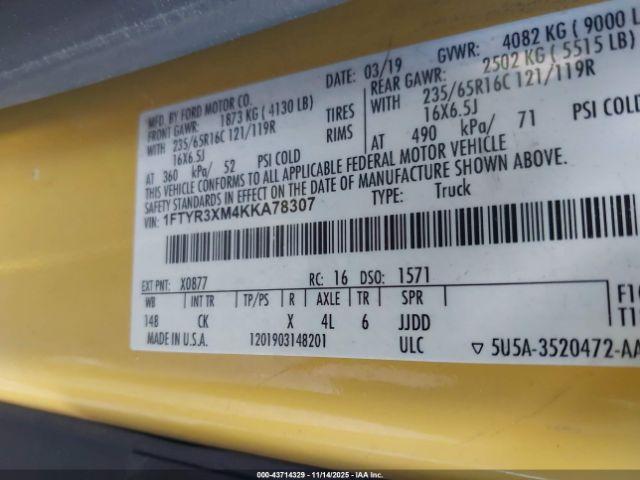 MFD. BY FORD MOTOR CO.
DATE: 03/19 GVWR: 4082 KG ( 9000 L
FRONT GAWR: 1873 KG ( 4130 LB) REAR GAWR: 2502 KG ( 5515 LB)
WITH 235/65R16C 121/119R TIRES WITH 235/65R16C 121/119R
16X6.5J RIMS 16X6.5J
AT 360 kPa/ 52 PSI COLD AT 490 kPa/ 71 PSI COLD
THIS VEHICLE CONFORMS TO ALL APPLICABLE FEDERAL MOTOR VEHICLE
SAFETY STANDARDS IN EFFECT ON THE DATE OF MANUFACTURE SHOWN ABOVE.
VIN: 1FTYR3XM4KKA78307 TYPE: Truck
EXT PNT: X0877 RC: 16 DSO: 1571
WB INT TR TP/PS R AXLE TR SPR
148 CK X 4L 6 JJDD
MADE IN U.S.A. 1201903148201 ULC
▽ 5U5A-3520472-AA
000-43714329 - 11/14/2025 - IAA Inc.